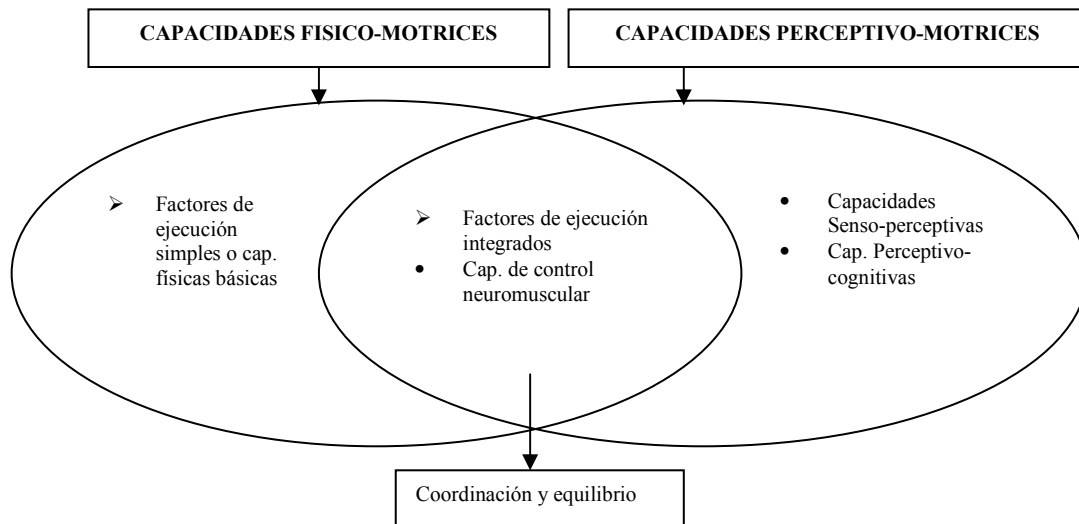 CAPACIDADES FISICO-MOTRICES
CAPACIDADES PERCEPTIVO-MOTRICES
➢ Factores de
ejecución
simples o cap.
físicas básicas
➢ Factores de ejecución
integrados
• Cap. de control
neuromuscular
• Capacidades
Senso-perceptivas
• Cap. Perceptivo-
cognitivas
Coordinación y equilibrio